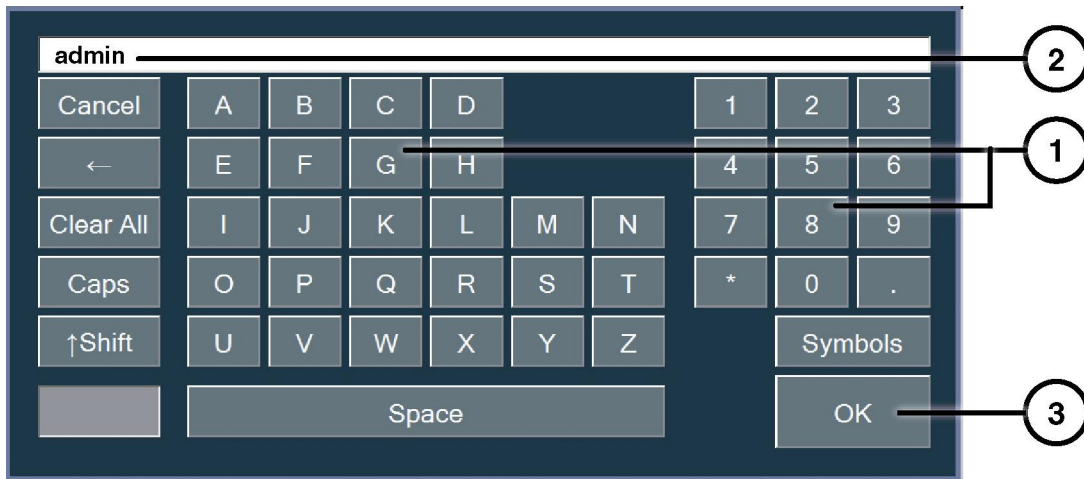 admin 2
Cancel A B C D 1 2 3
← E F G H 4 5 6 1
Clear All I J K L M N 7 8 9
Caps O P Q R S T * 0 .
↑Shift U V W X Y Z Symbols
Space OK 3